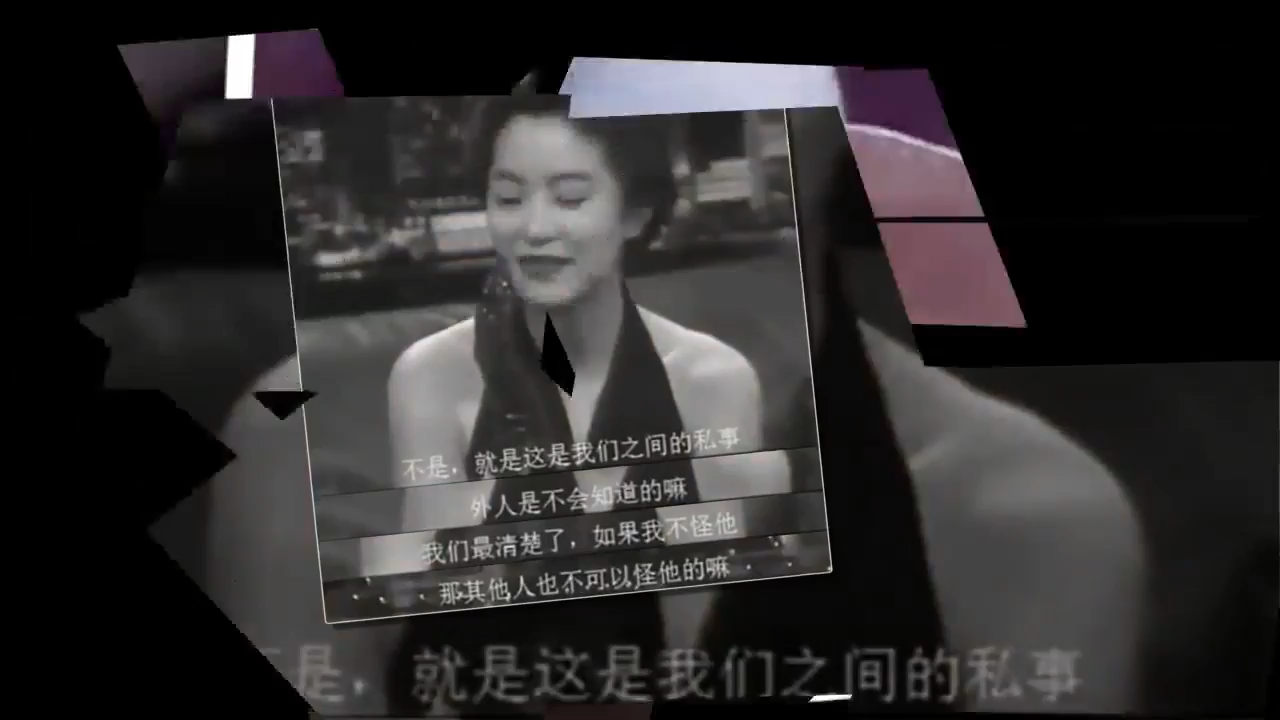 不是，就是这是我们之间的私事
外人是不会知道的嘛
我们最清楚了，如果我不怪他
那其他人也不可以怪他的嘛
是，就是这是我们之间的私事